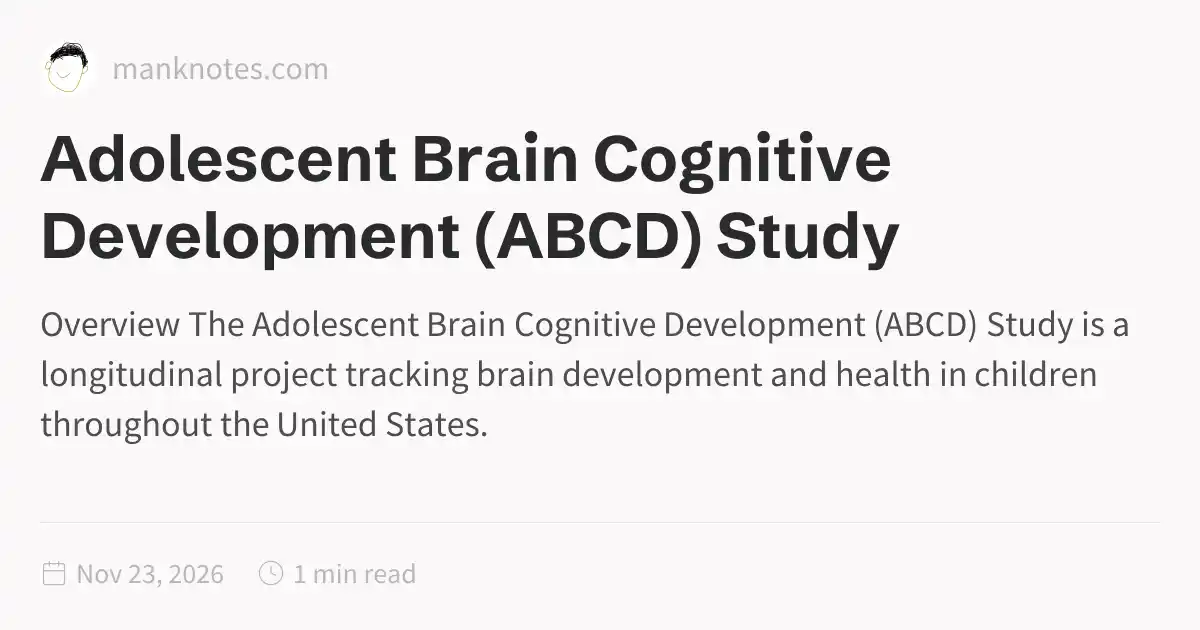 manknotes.com
Adolescent Brain Cognitive
Development (ABCD) Study
Overview The Adolescent Brain Cognitive Development (ABCD) Study is a
longitudinal project tracking brain development and health in children
throughout the United States.
Nov 23, 2026 1 min read